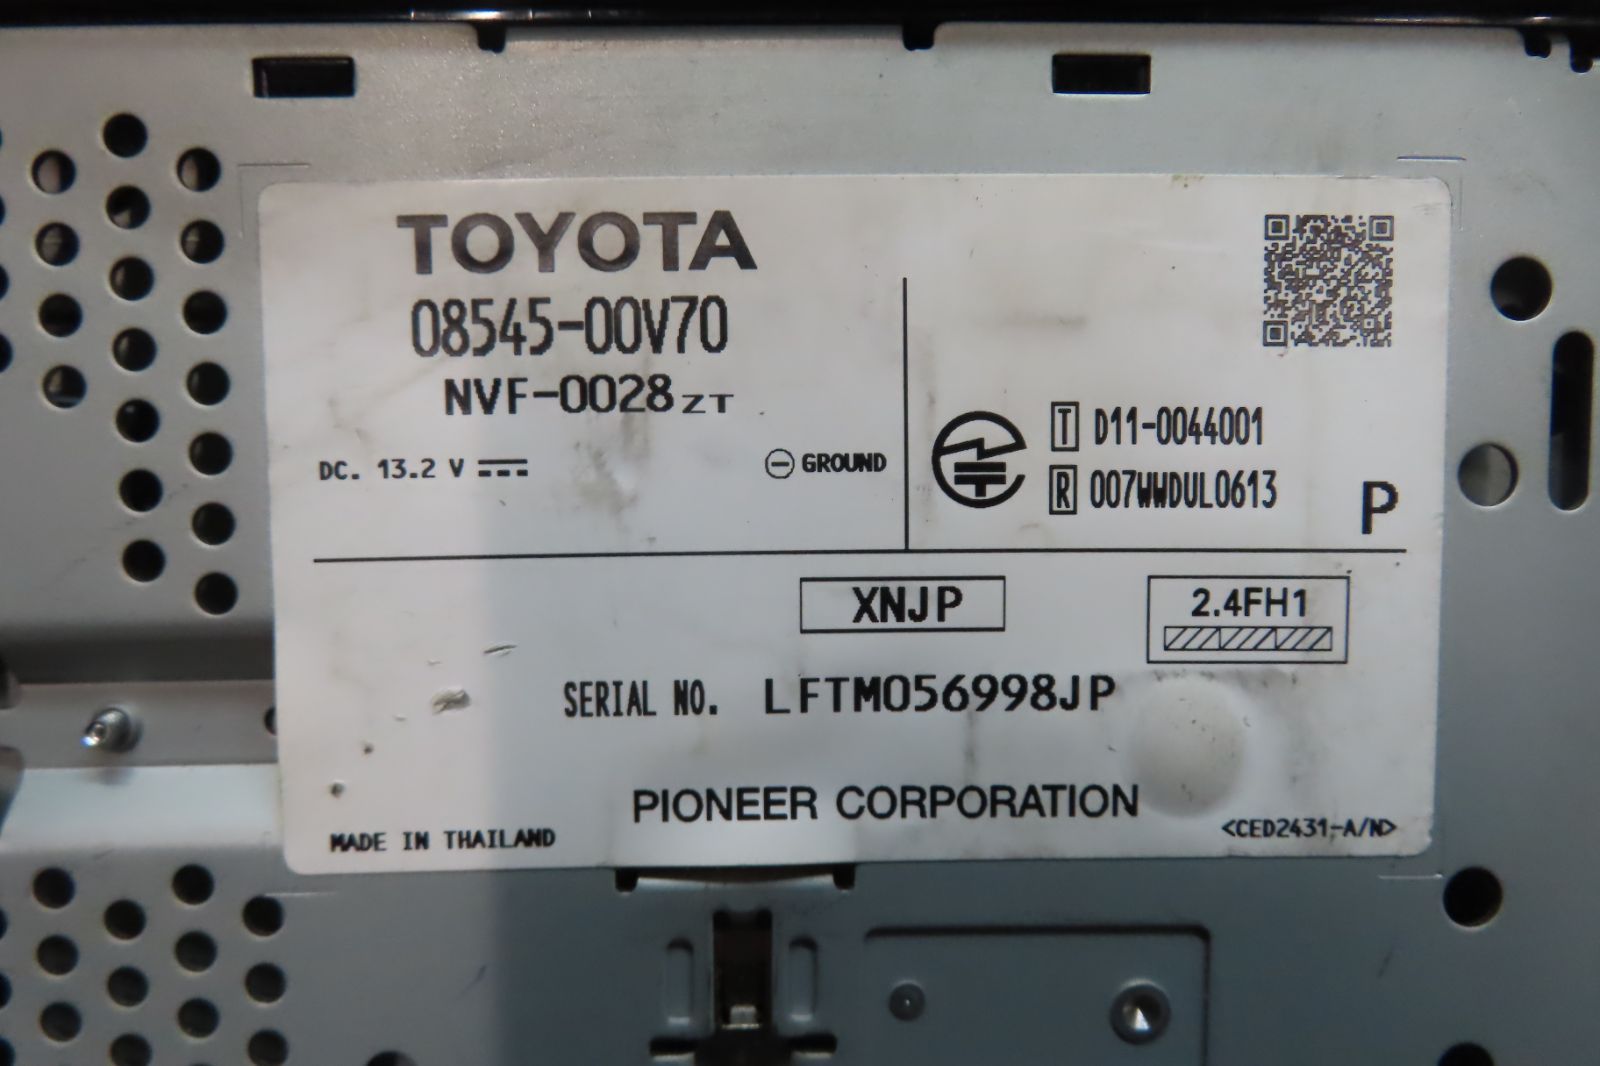 TOYOTA
08545-00V70
NVF-0028 ZT
DC. 13.2 V
GROUND
T D11-0044001
R 007WWDUL0613
P
XNJP
2.4FH1
SERIAL NO. LFTM056998JP
PIONEER CORPORATION
MADE IN THAILAND
<CED2431-A/N>